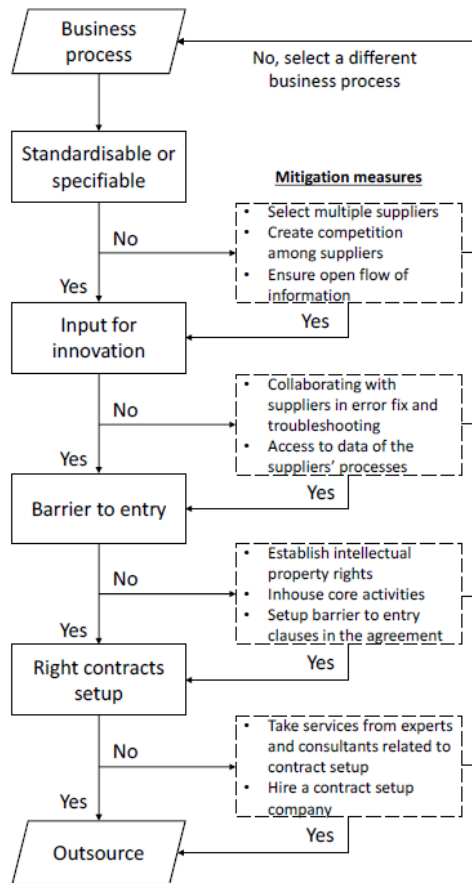 Business
process
No, select a different
business process
Standardisable or
specifiable
Mitigation measures
No
• Select multiple suppliers
• Create competition
among suppliers
• Ensure open flow of
information
Yes
Yes
Input for
innovation
No
• Collaborating with
suppliers in error fix and
troubleshooting
• Access to data of the
suppliers' processes
Yes
Yes
Barrier to entry
No
• Establish intellectual
property rights
• Inhouse core activities
• Setup barrier to entry
clauses in the agreement
Yes
Yes
Right contracts
setup
No
• Take services from experts
and consultants related to
contract setup
• Hire a contract setup
company
Yes
Yes
Outsource